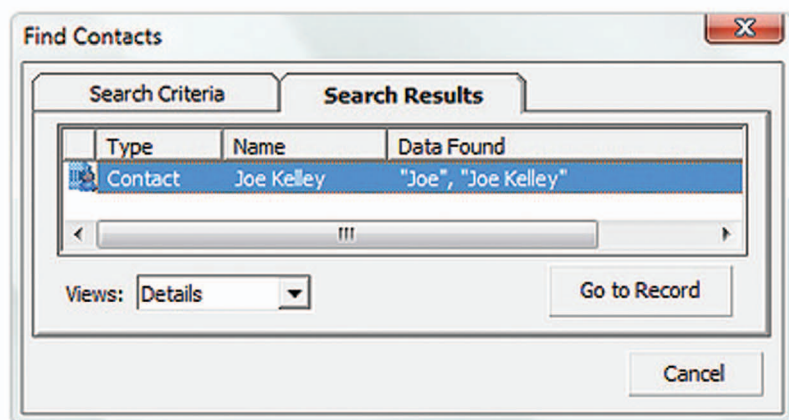 Find Contacts
Search Criteria Search Results
Type Name Data Found
Contact Joe Kelley "Joe", "Joe Kelley"
Views: Details Go to Record
Cancel